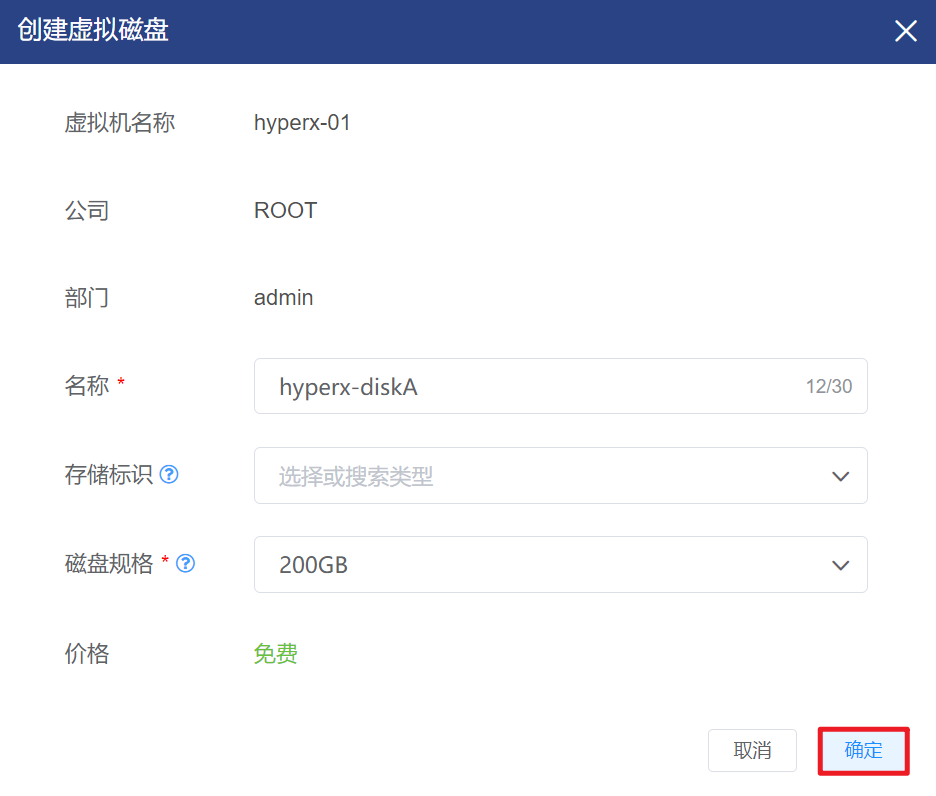 创建虚拟磁盘
虚拟机名称 hyperx-01
公司 ROOT
部门 admin
名称 * hyperx-diskA 12/30
存储标识 ? 选择或搜索类型
磁盘规格 * ? 200GB
价格 免费
取消 确定